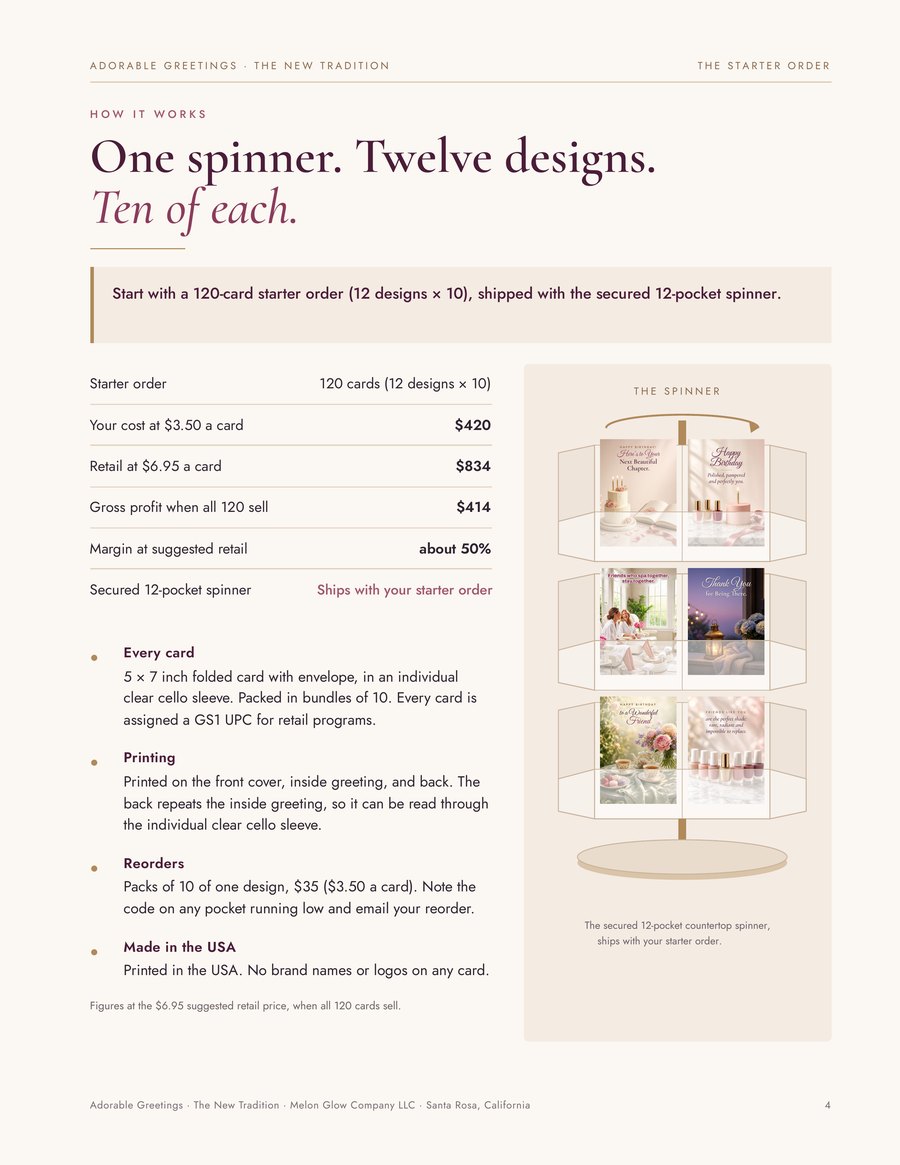 ADORABLE GREETINGS · THE NEW TRADITION
THE STARTER ORDER
HOW IT WORKS
One spinner. Twelve designs.
Ten of each.
Start with a 120-card starter order (12 designs × 10), shipped with the secured 12-pocket spinner.
Starter order 120 cards (12 designs × 10)
Your cost at $3.50 a card $420
Retail at $6.95 a card $834
Gross profit when all 120 sell $414
Margin at suggested retail about 50%
Secured 12-pocket spinner Ships with your starter order
Every card
5 × 7 inch folded card with envelope, in an individual
clear cello sleeve. Packed in bundles of 10. Every card is
assigned a GS1 UPC for retail programs.
Printing
Printed on the front cover, inside greeting, and back. The
back repeats the inside greeting, so it can be read through
the individual clear cello sleeve.
Reorders
Packs of 10 of one design, $35 ($3.50 a card). Note the
code on any pocket running low and email your reorder.
Made in the USA
Printed in the USA. No brand names or logos on any card.
Figures at the $6.95 suggested retail price, when all 120 cards sell.
THE SPINNER
HAPPY BIRTHDAY!
Here's to Your
Next Beautiful
Chapter.
Happy
Birthday
Polished, pampered
and perfectly you.
Friends who spa together,
stay together.
Thank You
for Being There.
HAPPY BIRTHDAY
to a Wonderful
Friend
FRIENDS LIKE YOU
are the perfect shade:
rare, radiant and
impossible to replace.
The secured 12-pocket countertop spinner,
ships with your starter order.
Adorable Greetings · The New Tradition · Melon Glow Company LLC · Santa Rosa, California
4